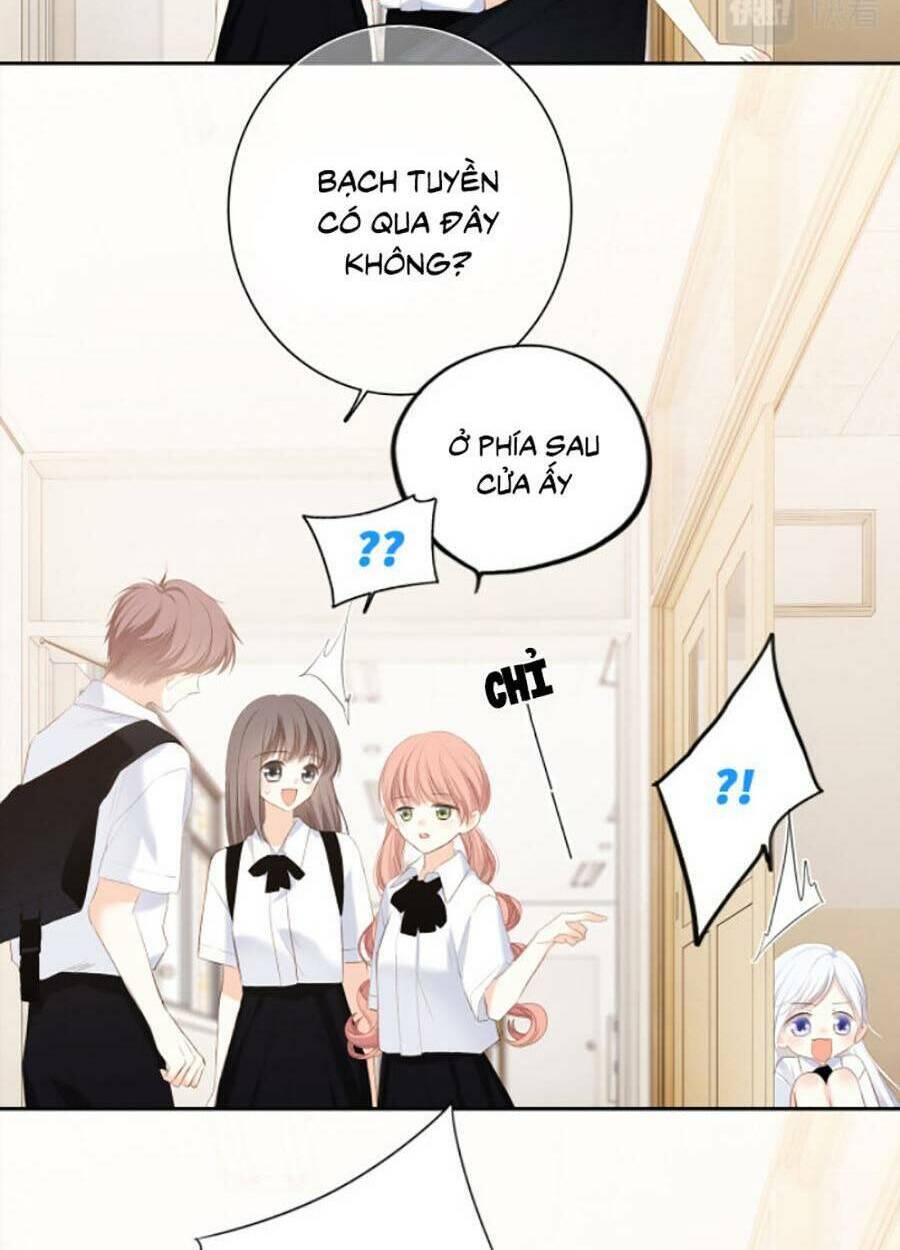 BẠCH TUYỀN
CÓ QUA ĐÂY
KHÔNG?
Ở PHÍA SAU
CỬA ẤY
??
CHỈ
?!